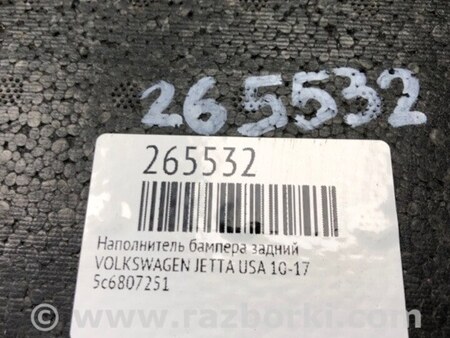 265532
265532
Наполнитель бампера задний
VOLKSWAGEN JETTA USA 10-17
5c6807251
www.razborki.com